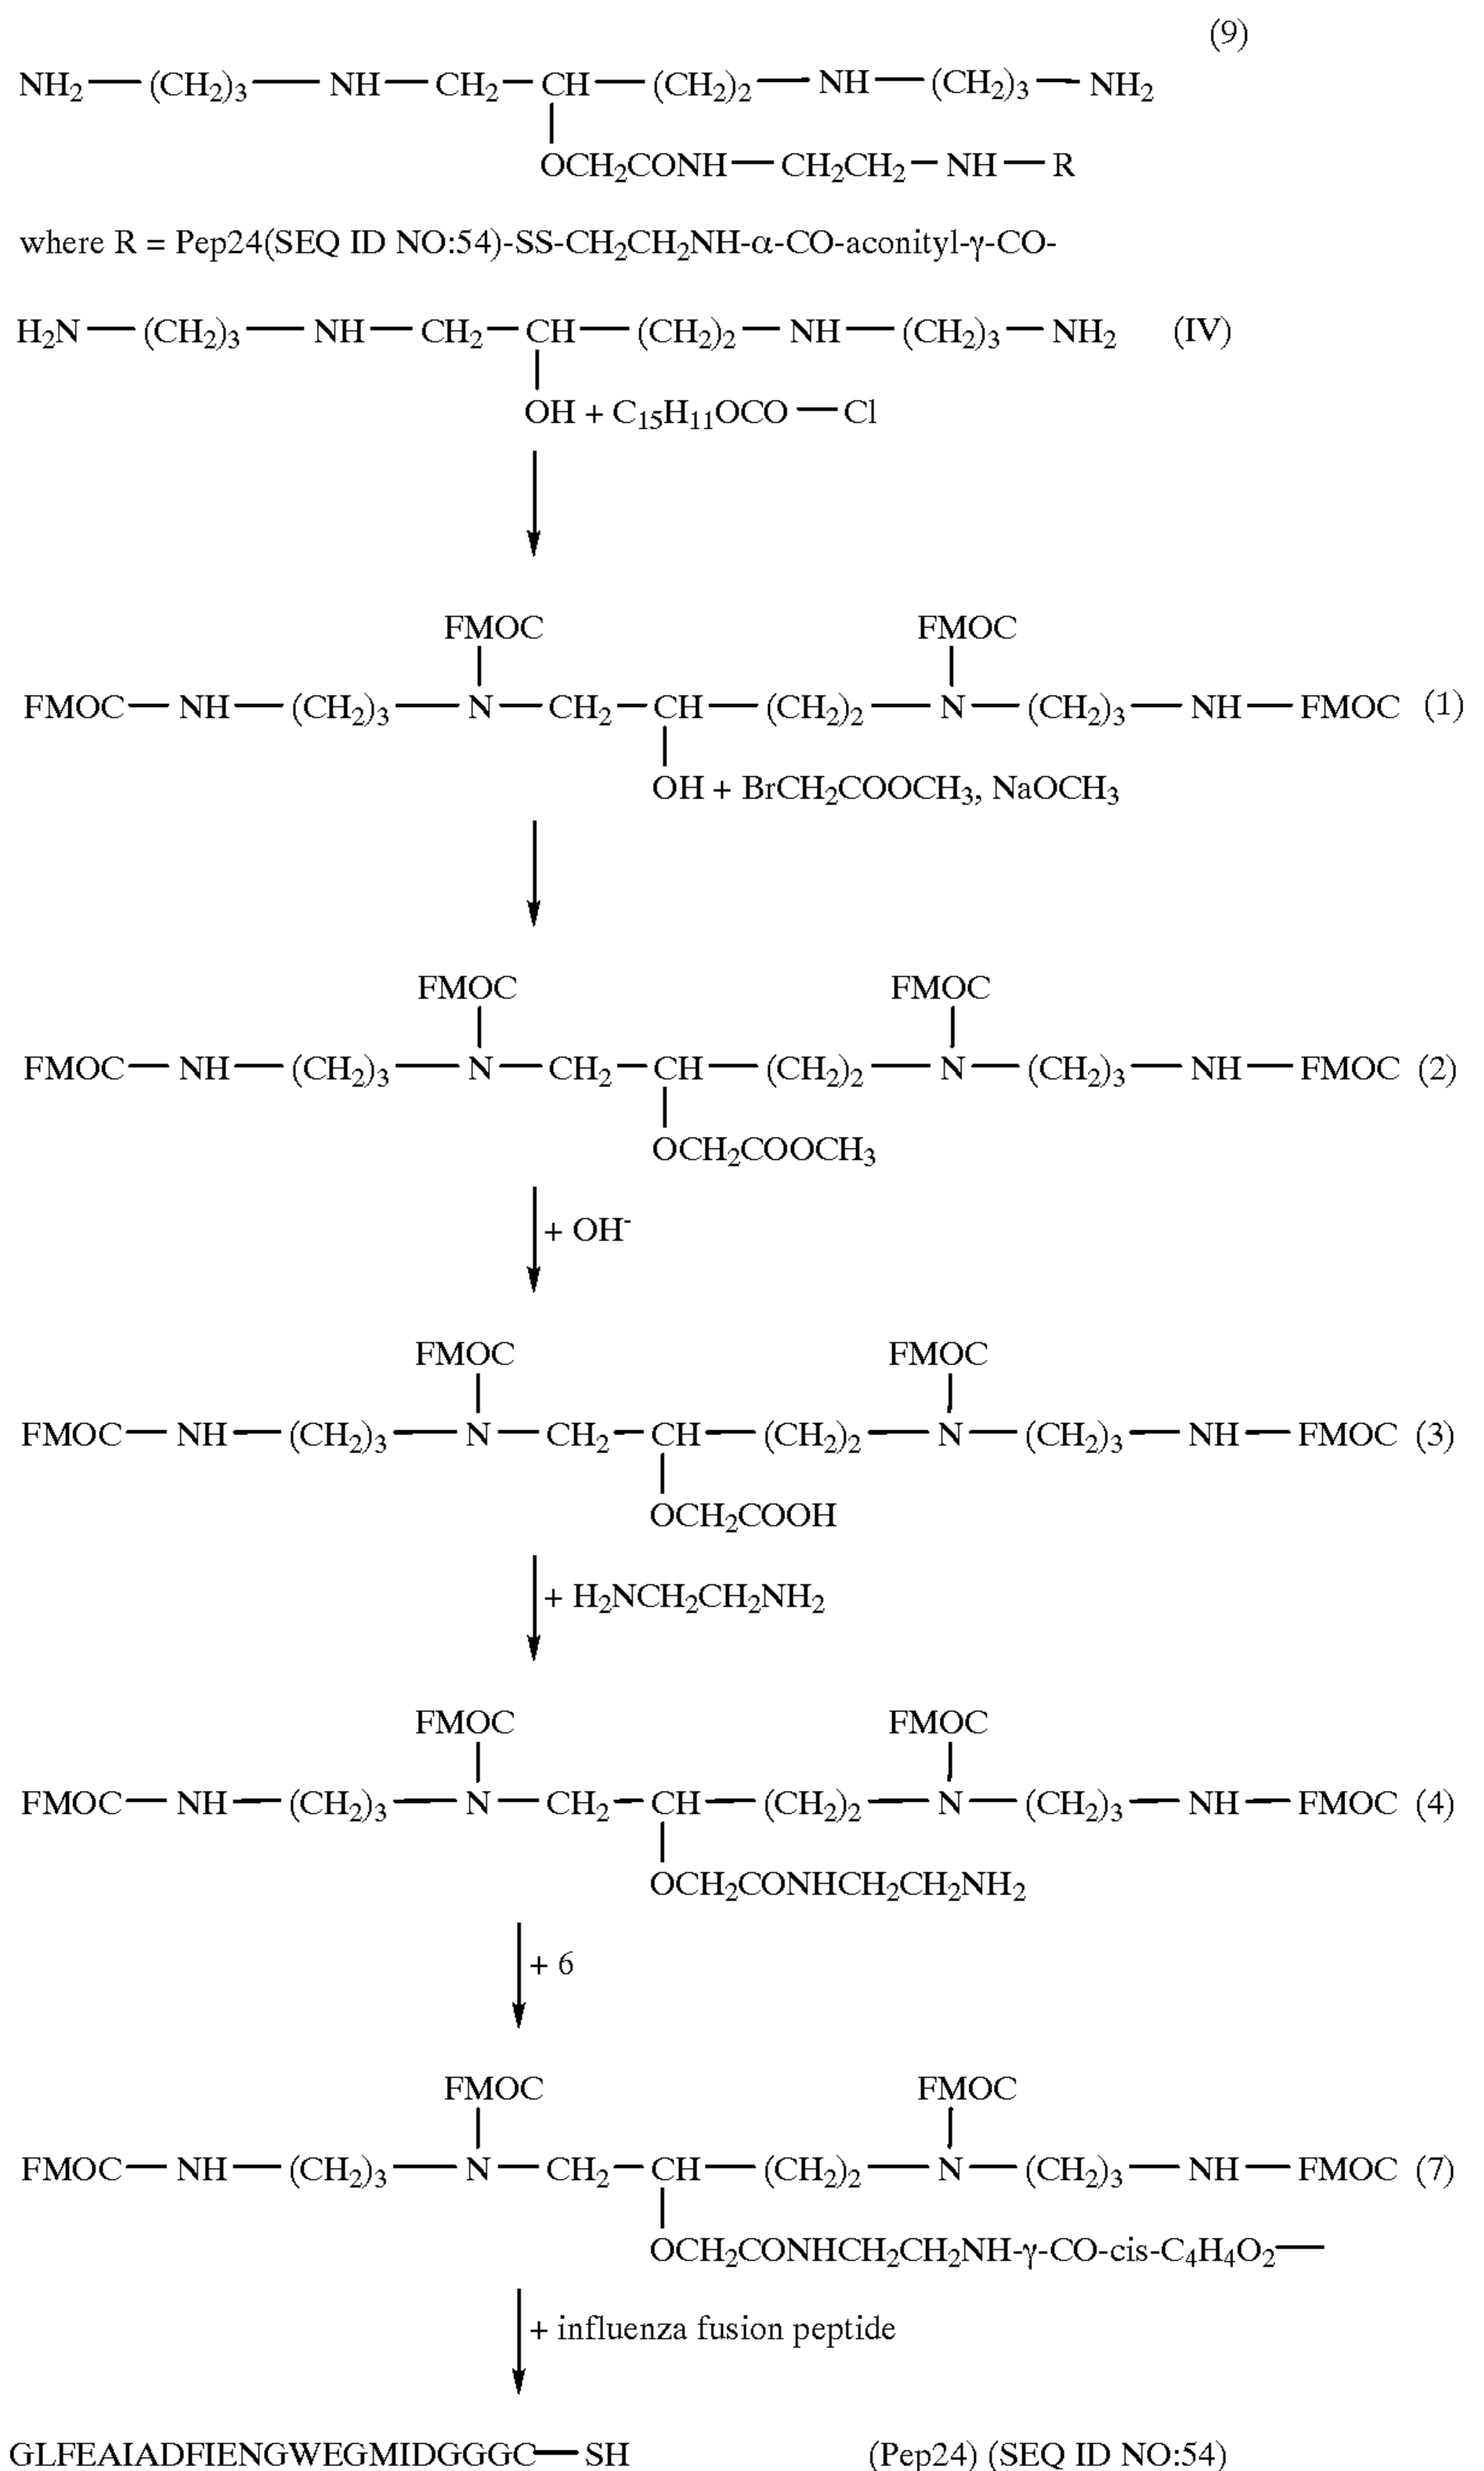 (9)
NH₂—(CH₂)₃—NH—CH₂—CH—(CH₂)₂—NH—(CH₂)₃—NH₂
OCH₂CONH—CH₂CH₂—NH—R
where R = Pep24(SEQ ID NO:54)-SS-CH₂CH₂NH-α-CO-aconityl-γ-CO-
H₂N—(CH₂)₃—NH—CH₂—CH—(CH₂)₂—NH—(CH₂)₃—NH₂ (IV)
OH + C₁₅H₁₁OCO—Cl
FMOC FMOC
FMOC—NH—(CH₂)₃—N—CH₂—CH—(CH₂)₂—N—(CH₂)₃—NH—FMOC (1)
OH + BrCH₂COOCH₃, NaOCH₃
FMOC FMOC
FMOC—NH—(CH₂)₃—N—CH₂—CH—(CH₂)₂—N—(CH₂)₃—NH—FMOC (2)
OCH₂COOCH₃
+ OH⁻
FMOC FMOC
FMOC—NH—(CH₂)₃—N—CH₂—CH—(CH₂)₂—N—(CH₂)₃—NH—FMOC (3)
OCH₂COOH
+ H₂NCH₂CH₂NH₂
FMOC FMOC
FMOC—NH—(CH₂)₃—N—CH₂—CH—(CH₂)₂—N—(CH₂)₃—NH—FMOC (4)
OCH₂CONHCH₂CH₂NH₂
+ 6
FMOC FMOC
FMOC—NH—(CH₂)₃—N—CH₂—CH—(CH₂)₂—N—(CH₂)₃—NH—FMOC (7)
OCH₂CONHCH₂CH₂NH-γ-CO-cis-C₄H₄O₂—
+ influenza fusion peptide
GLFEAIADFIENGWEGMIDGGGC—SH (Pep24) (SEQ ID NO:54)